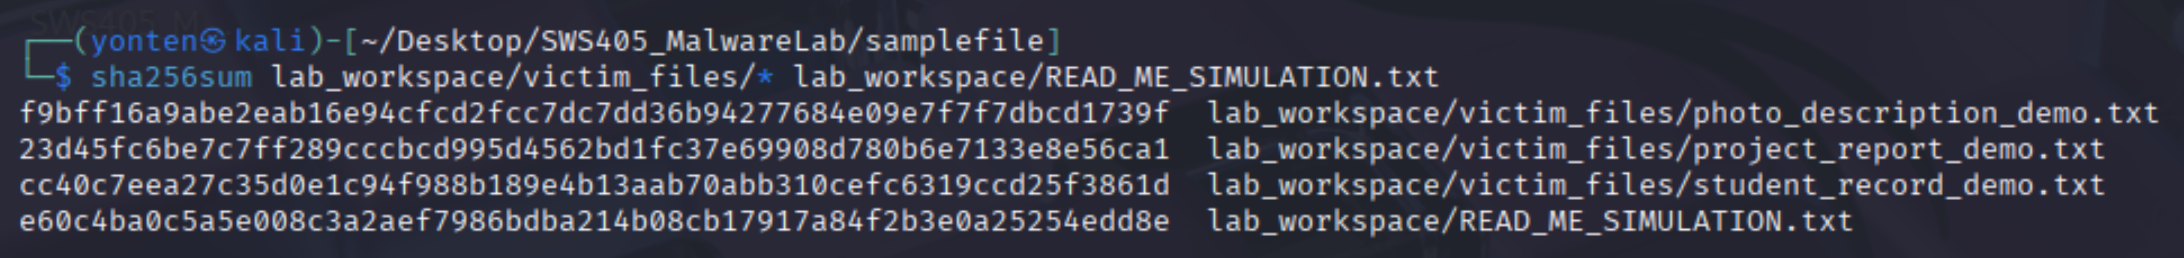 ┌──(yonten㉿kali)-[~/Desktop/SWS405_MalwareLab/samplefile]
└─$ sha256sum lab_workspace/victim_files/* lab_workspace/READ_ME_SIMULATION.txt
f9bff16a9abe2eab16e94cfcd2fcc7dc7dd36b94277684e09e7f7f7dbcd1739f  lab_workspace/victim_files/photo_description_demo.txt
23d45fc6be7c7ff289cccbcd995d4562bd1fc37e69908d780b6e7133e8e56ca1  lab_workspace/victim_files/project_report_demo.txt
cc40c7eea27c35d0e1c94f988b189e4b13aab70abb310cefc6319ccd25f3861d  lab_workspace/victim_files/student_record_demo.txt
e60c4ba0c5a5e008c3a2aef7986bdba214b08cb17917a84f2b3e0a25254edd8e  lab_workspace/READ_ME_SIMULATION.txt